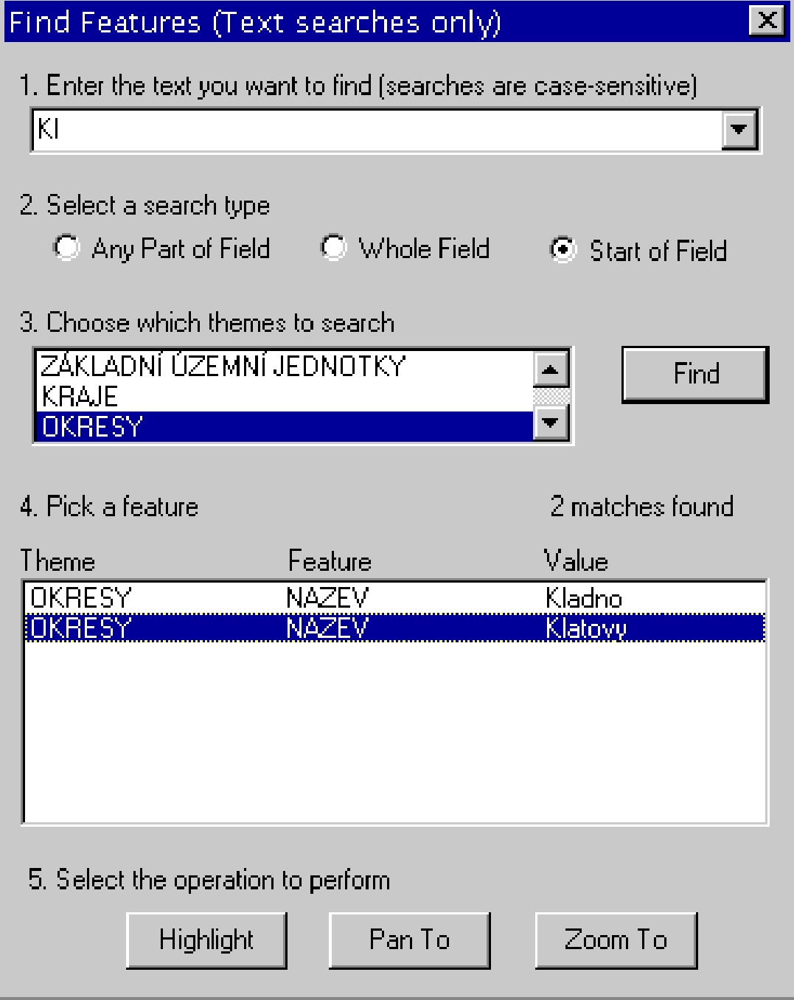 Find Features (Text searches only)
1. Enter the text you want to find (searches are case-sensitive)
Kl
2. Select a search type
Any Part of Field Whole Field Start of Field
3. Choose which themes to search
ZÁKLADNÍ ÚZEMNÍ JEDNOTKY
KRAJE
OKRESY
Find
4. Pick a feature 2 matches found
Theme Feature Value
OKRESY NAZEV Kladno
OKRESY NAZEV Klatovy
5. Select the operation to perform
Highlight Pan To Zoom To